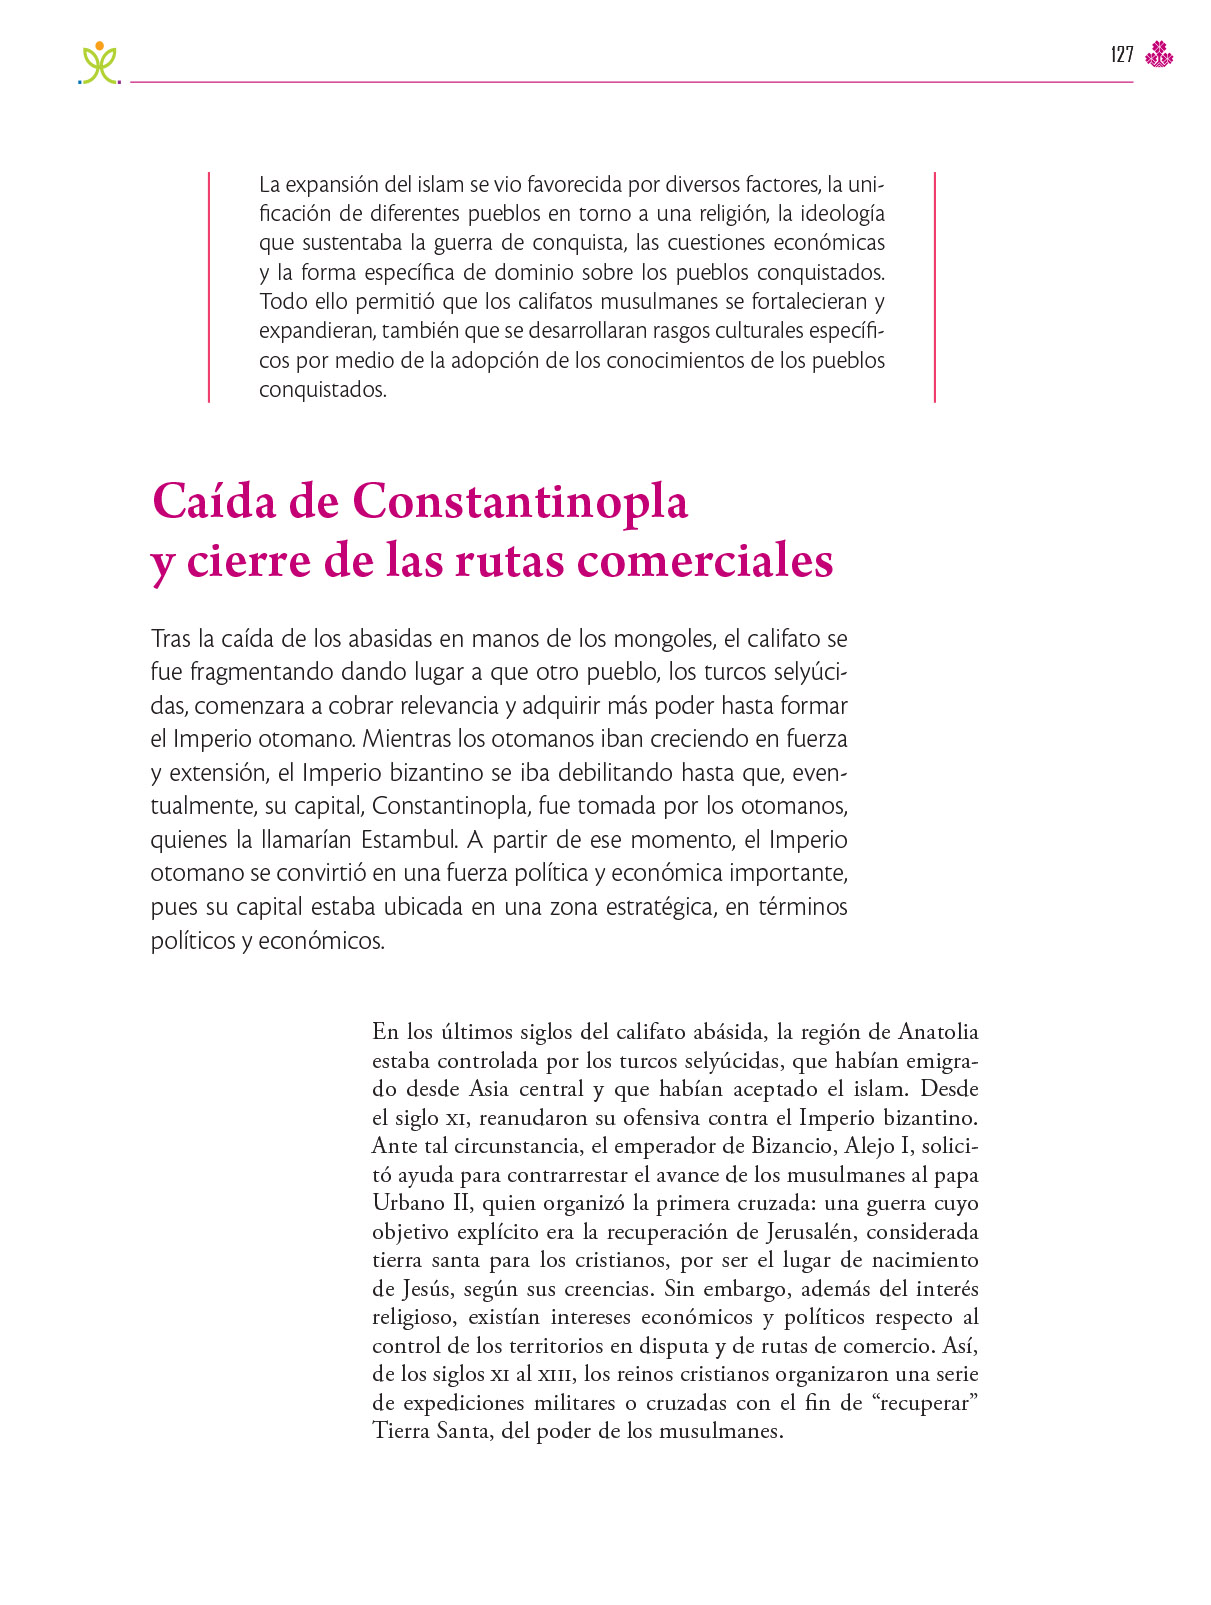 127
La expansión del islam se vio favorecida por diversos factores, la uni-
ficación de diferentes pueblos en torno a una religión, la ideología
que sustentaba la guerra de conquista, las cuestiones económicas
y la forma específica de dominio sobre los pueblos conquistados.
Todo ello permitió que los califatos musulmanes se fortalecieran y
expandieran, también que se desarrollaran rasgos culturales específi-
cos por medio de la adopción de los conocimientos de los pueblos
conquistados.
Caída de Constantinopla
y cierre de las rutas comerciales
Tras la caída de los abasidas en manos de los mongoles, el califato se
fue fragmentando dando lugar a que otro pueblo, los turcos selyúci-
das, comenzara a cobrar relevancia y adquirir más poder hasta formar
el Imperio otomano. Mientras los otomanos iban creciendo en fuerza
y extensión, el Imperio bizantino se iba debilitando hasta que, even-
tualmente, su capital, Constantinopla, fue tomada por los otomanos,
quienes la llamarían Estambul. A partir de ese momento, el Imperio
otomano se convirtió en una fuerza política y económica importante,
pues su capital estaba ubicada en una zona estratégica, en términos
políticos y económicos.
En los últimos siglos del califato abásida, la región de Anatolia
estaba controlada por los turcos selyúcidas, que habían emigra-
do desde Asia central y que habían aceptado el islam. Desde
el siglo XI, reanudaron su ofensiva contra el Imperio bizantino.
Ante tal circunstancia, el emperador de Bizancio, Alejo I, solici-
tó ayuda para contrarrestar el avance de los musulmanes al papa
Urbano II, quien organizó la primera cruzada: una guerra cuyo
objetivo explícito era la recuperación de Jerusalén, considerada
tierra santa para los cristianos, por ser el lugar de nacimiento
de Jesús, según sus creencias. Sin embargo, además del interés
religioso, existían intereses económicos y políticos respecto al
control de los territorios en disputa y de rutas de comercio. Así,
de los siglos XI al XIII, los reinos cristianos organizaron una serie
de expediciones militares o cruzadas con el fin de “recuperar”
Tierra Santa, del poder de los musulmanes.